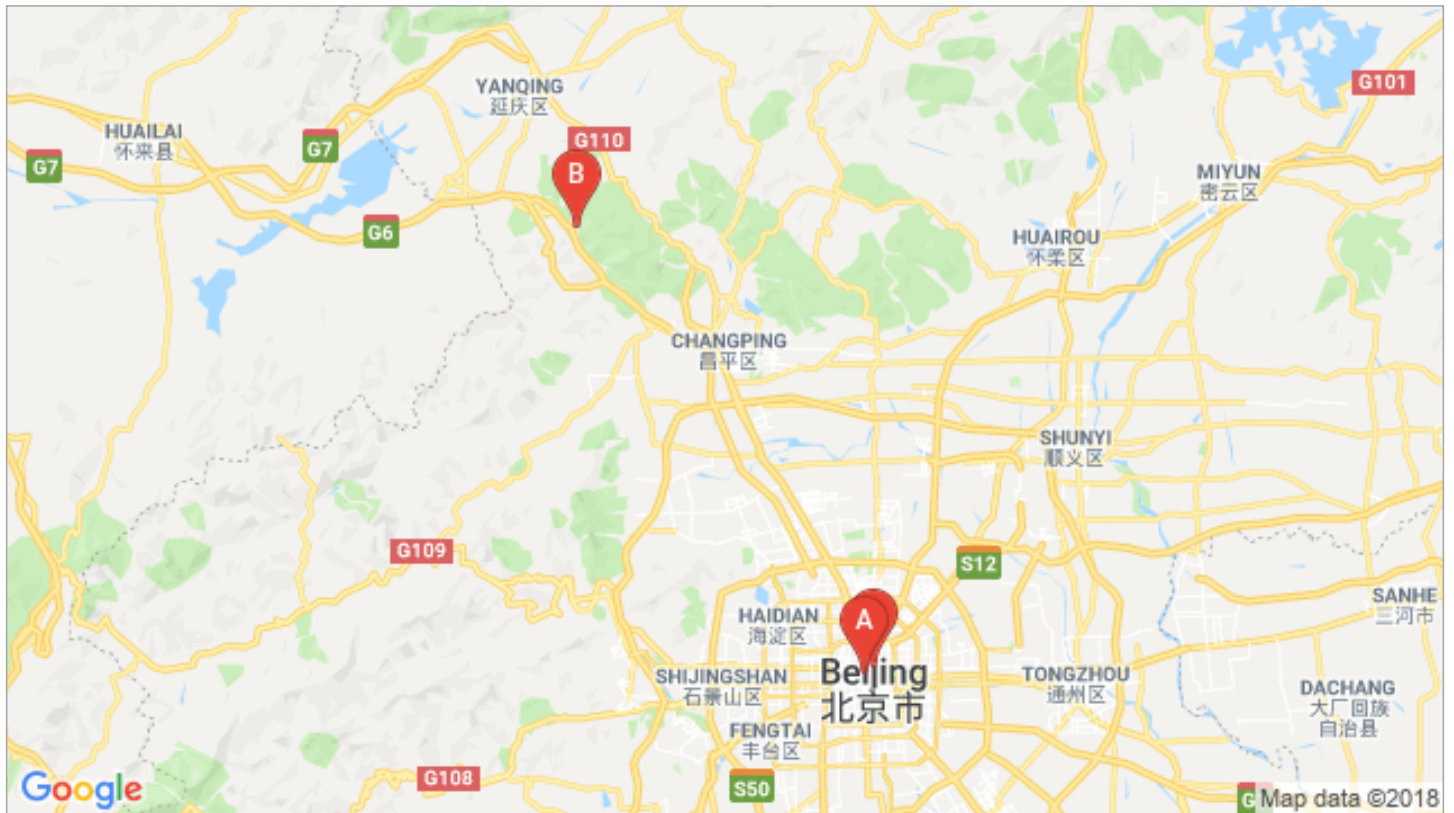 YANQING
延庆区
G101
HUAILAI
怀来县
G110
G7
G7
B
MIYUN
密云区
G6
HUAIROU
怀柔区
CHANGPING
昌平区
SHUNYI
顺义区
G109
S12
SANHE
三河市
HAIDIAN
海淀区
A
SHIJINGSHAN
石景山区
Beijing
北京市
TONGZHOU
通州区
DACHANG
大厂回族
自治县
FENGTAI
丰台区
G108
S50
Google
G
Map data ©2018